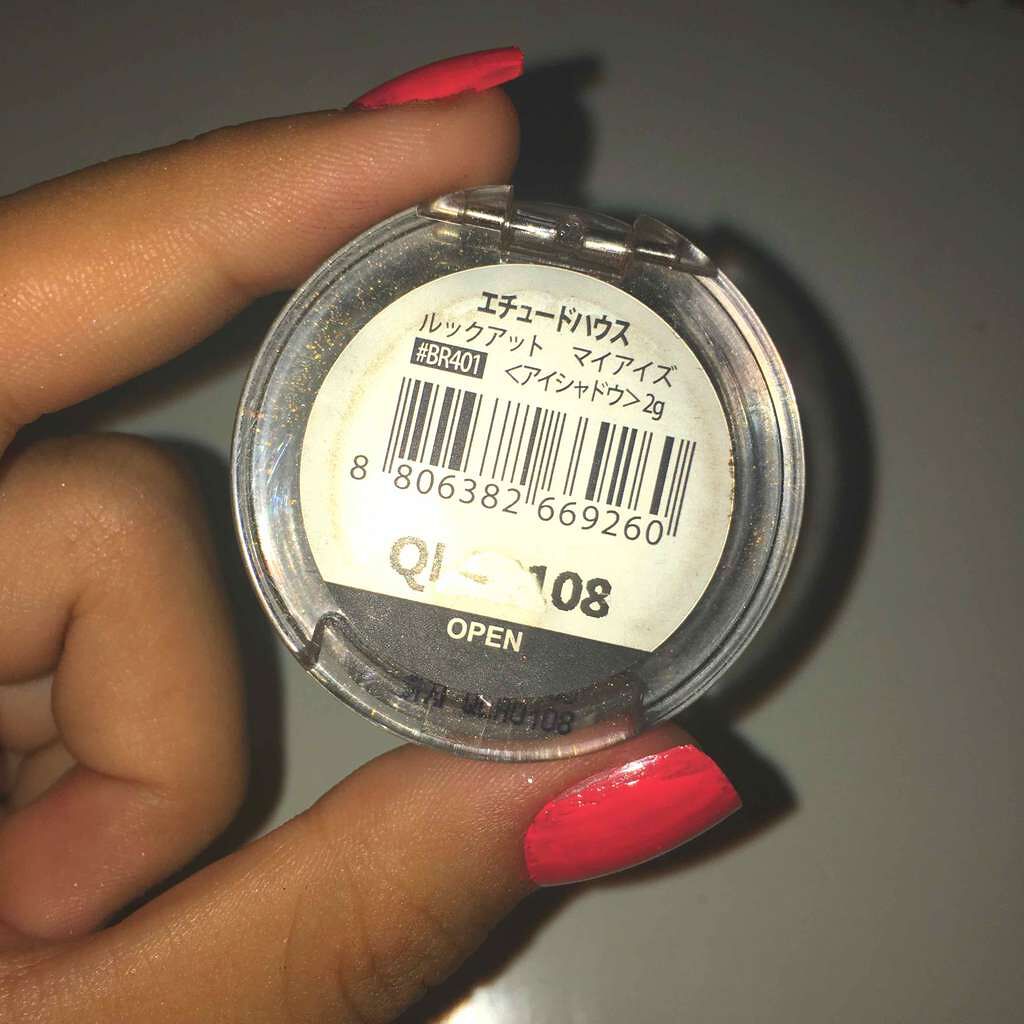 エチュードハウス
ルックアット マイアイズ
#BR401 <アイシャドウ>2g
8 806382 669260
108
OPEN